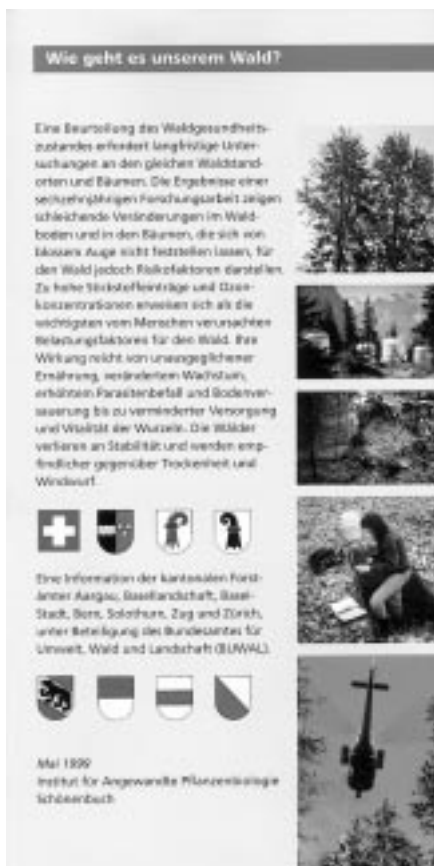 Wie geht es unserem Wald?
Eine Beurteilung des Waldgesundheits-
zustandes erfordert langfristige Unter-
suchungen an den gleichen Waldstand-
orten und Bäumen. Die Ergebnisse einer
sechzehnjährigen Forschungsarbeit zeigen
schleichende Veränderungen im Wald-
boden und in den Bäumen, die sich von
blossem Auge nicht feststellen lassen, für
den Wald jedoch Risikofaktoren darstellen.
Zu hohe Stickstoffeinträge und Ozon-
konzentrationen erweisen sich als die
wichtigsten vom Menschen verursachten
Belastungsfaktoren für den Wald. Ihre
Wirkung reicht von unausgeglichener
Ernährung, verändertem Wachstum,
erhöhtem Parasitenbefall und Bodenver-
sauerung bis zu verminderter Versorgung
und Vitalität der Wurzeln. Die Wälder
verlieren an Stabilität und werden emp-
findlicher gegenüber Trockenheit und
Windwurf.
Eine Information der kantonalen Forst-
ämter Aargau, Basellandschaft, Basel-
Stadt, Bern, Solothurn, Zug und Zürich,
unter Beteiligung des Bundesamtes für
Umwelt, Wald und Landschaft (BUWAL).
Mai 1999
Institut für Angewandte Pflanzenbiologie
Schönenbuch